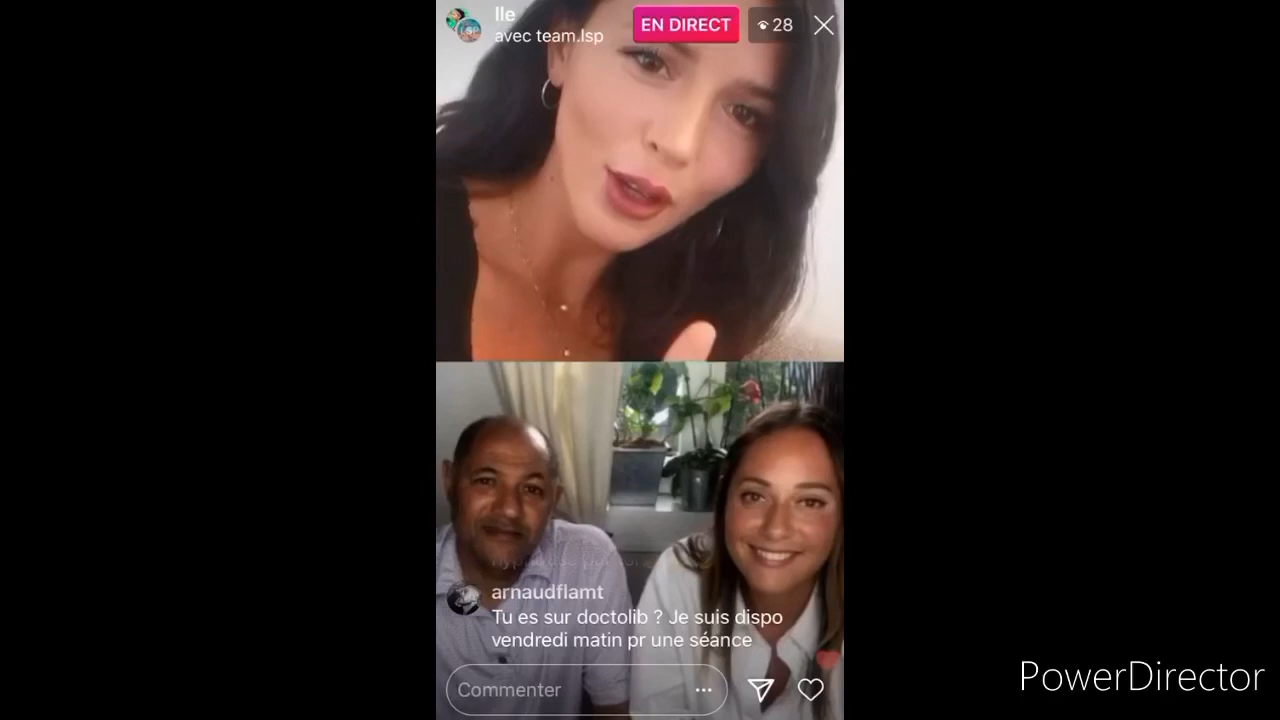 lle
EN DIRECT
28
avec team.lsp
arnaudflamt
Tu es sur doctolib ? Je suis dispo
vendredi matin pr une séance
Commenter
PowerDirector